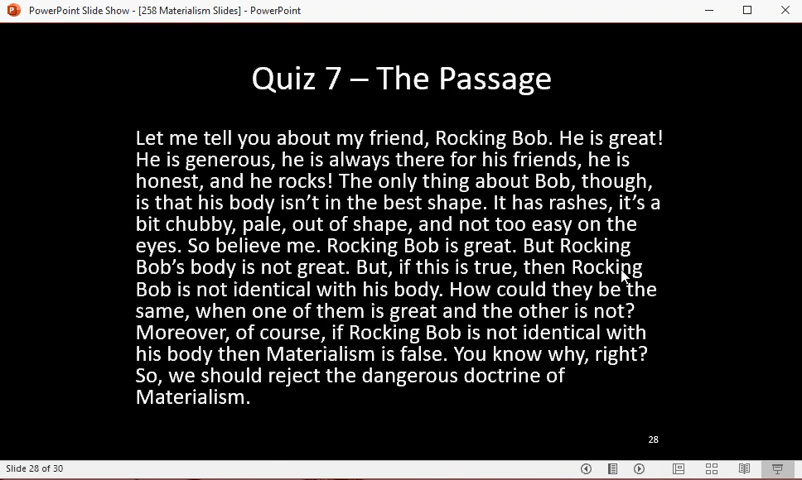 PowerPoint Slide Show - [258 Materialism Slides] - PowerPoint
Quiz 7 – The Passage
Let me tell you about my friend, Rocking Bob. He is great!
He is generous, he is always there for his friends, he is
honest, and he rocks! The only thing about Bob, though,
is that his body isn’t in the best shape. It has rashes, it’s a
bit chubby, pale, out of shape, and not too easy on the
eyes. So believe me. Rocking Bob is great. But Rocking
Bob’s body is not great. But, if this is true, then Rocking
Bob is not identical with his body. How could they be the
same, when one of them is great and the other is not?
Moreover, of course, if Rocking Bob is not identical with
his body then Materialism is false. You know why, right?
So, we should reject the dangerous doctrine of
Materialism.
28
Slide 28 of 30